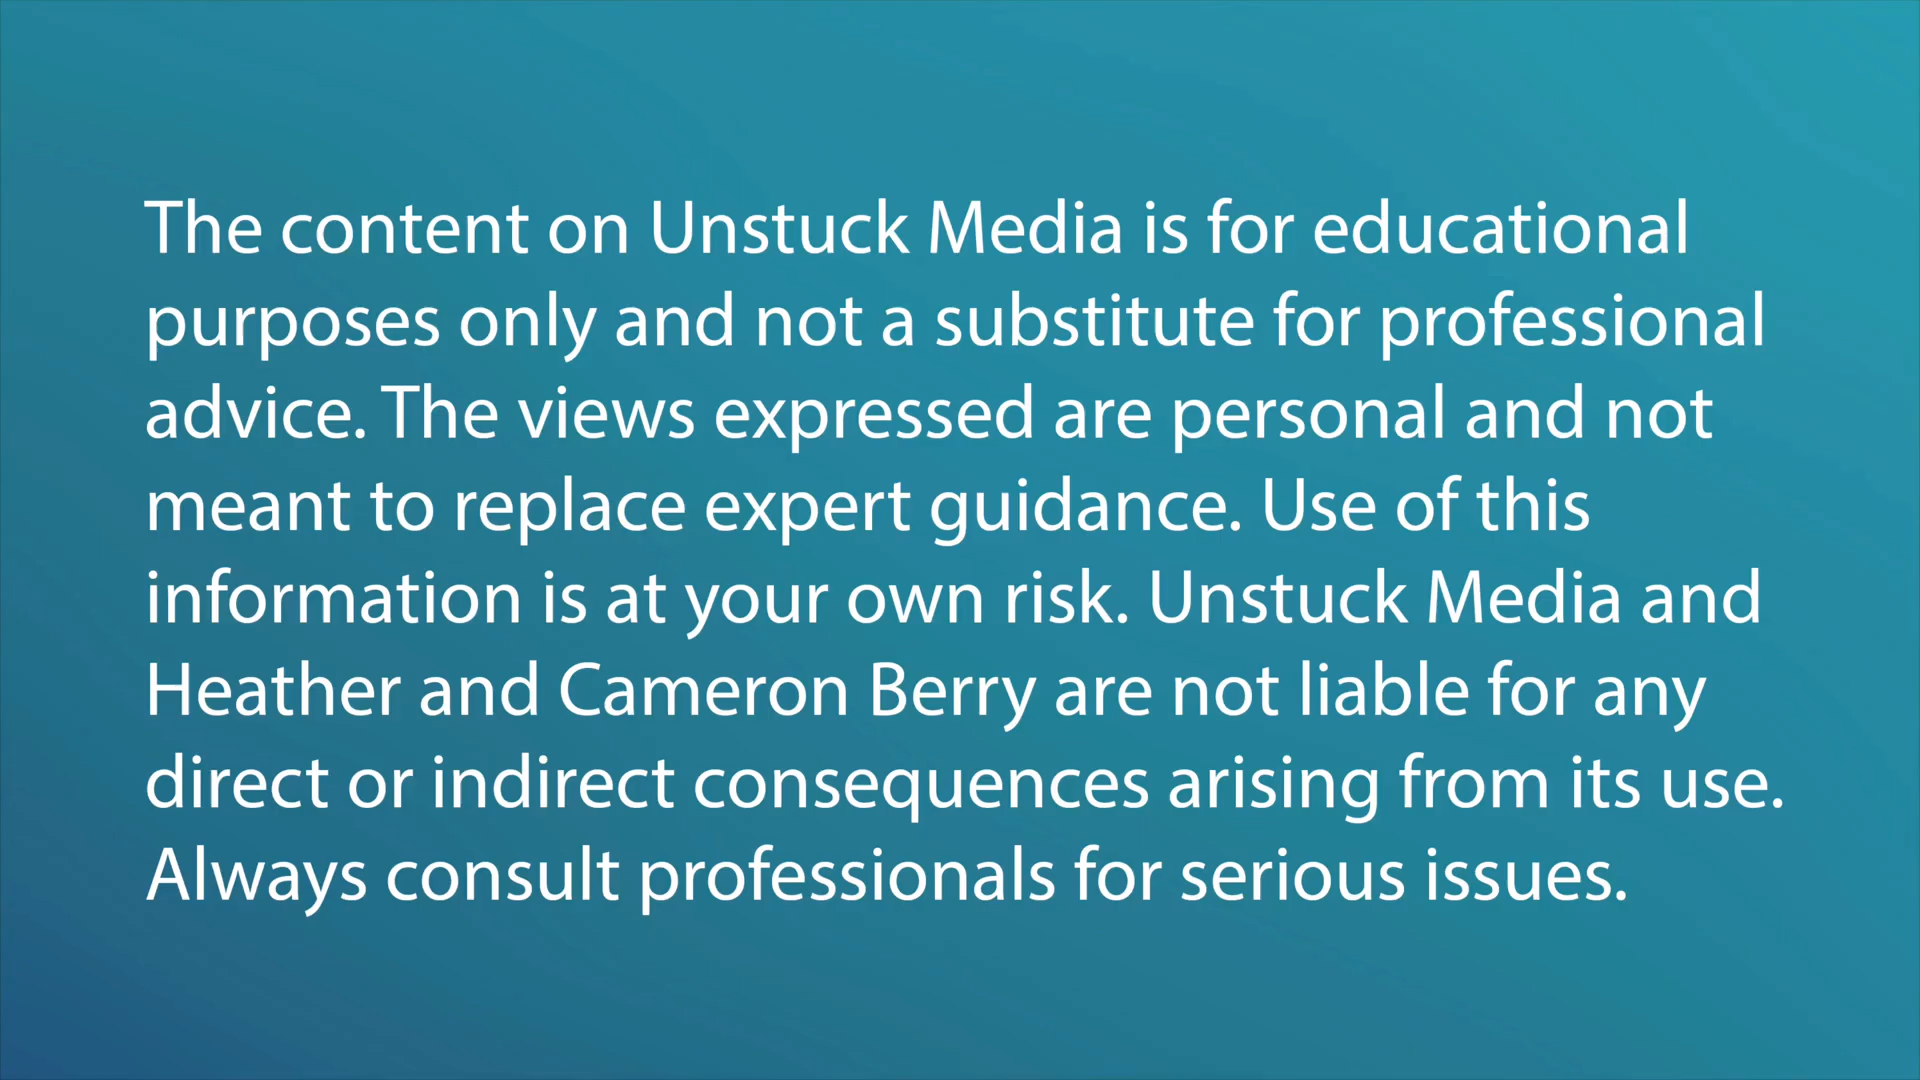 The content on Unstuck Media is for educational
purposes only and not a substitute for professional
advice. The views expressed are personal and not
meant to replace expert guidance. Use of this
information is at your own risk. Unstuck Media and
Heather and Cameron Berry are not liable for any
direct or indirect consequences arising from its use.
Always consult professionals for serious issues.